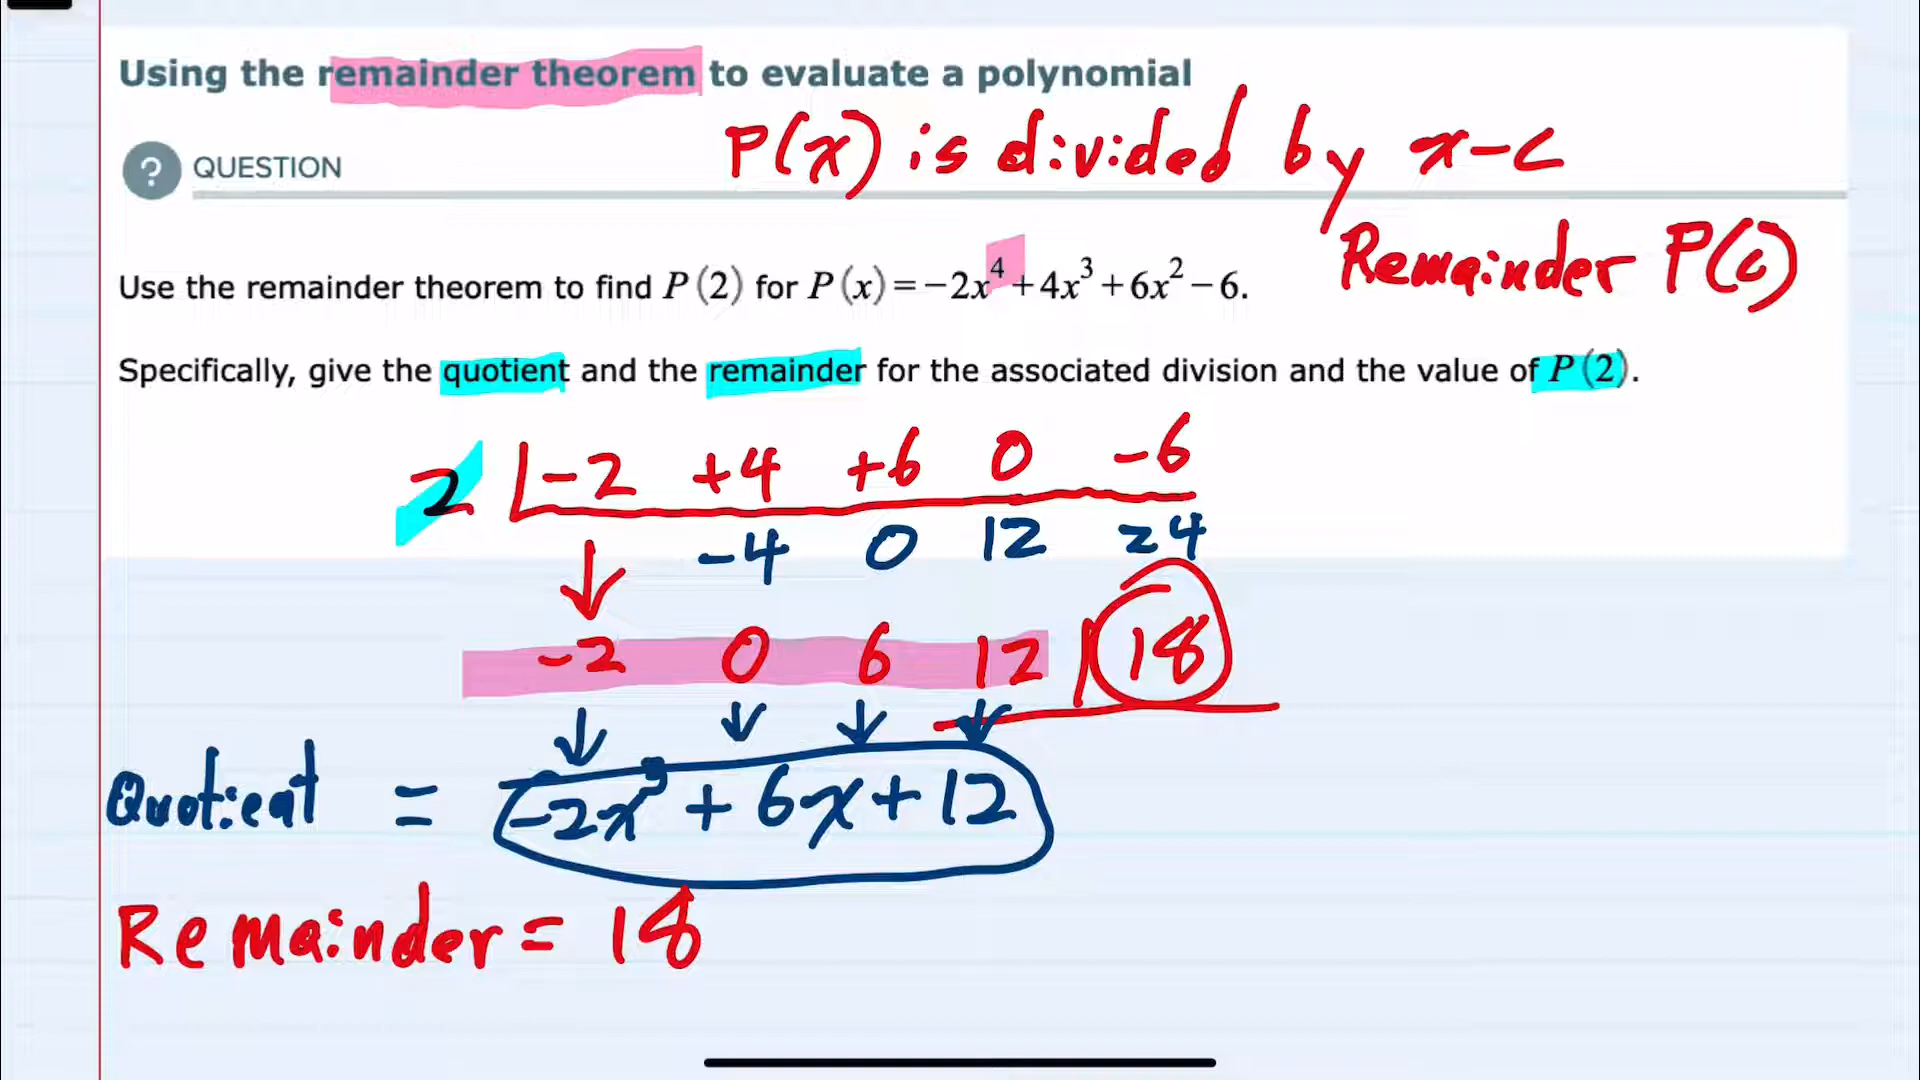 Using the remainder theorem to evaluate a polynomial
P(x) is divided by x-c
? QUESTION
Remainder P(c)
Use the remainder theorem to find P(2) for P(x)=−2x⁴+4x³+6x²−6.
Specifically, give the quotient and the remainder for the associated division and the value of P(2).
2 | -2 +4 +6 0 -6
-4 0 12 24
-2 0 6 12 | 18
Quotient = -2x³ + 6x + 12
Remainder = 18